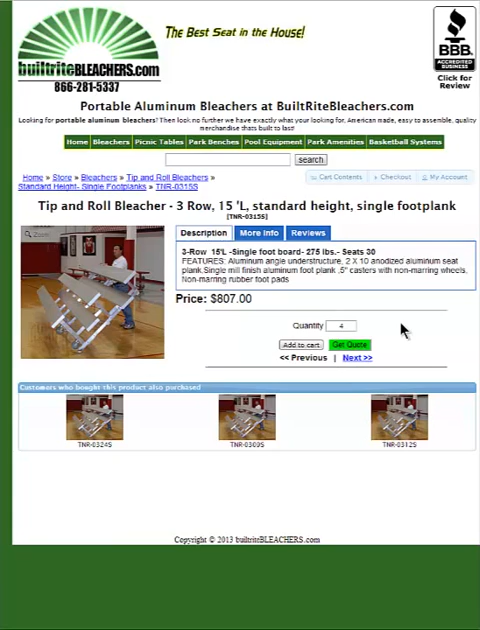 The Best Seat in the House!
builtriteBLEACHERS.com
866-281-5337
BBB.
ACCREDITED
BUSINESS
Click for
Review
Portable Aluminum Bleachers at BuiltRiteBleachers.com
Looking for portable aluminum bleachers? Then look no further we have exactly what your looking for. American made, easy to assemble, quality
merchandise thats built to last!
Home Bleachers Picnic Tables Park Benches Pool Equipment Park Amenities Basketball Systems
search
Home » Store » Bleachers » Tip and Roll Bleachers »
Standard Height- Single Footplanks » TNR-0315S
Cart Contents Checkout My Account
Tip and Roll Bleacher - 3 Row, 15 'L, standard height, single footplank
[TNR-0315S]
Zoom
Description More Info Reviews
3-Row 15'L -Single foot board- 275 lbs.- Seats 30
FEATURES: Aluminum angle understructure, 2 X 10 anodized aluminum seat
plank.Single mill finish aluminum foot plank ,5" casters with non-marring wheels,
Non-marring rubber foot pads
Price: $807.00
Quantity 4
Add to cart Get Quote
<< Previous | Next >>
Customers who bought this product also purchased
TNR-0324S TNR-0309S TNR-0312S
Copyright © 2013 builtriteBLEACHERS.com